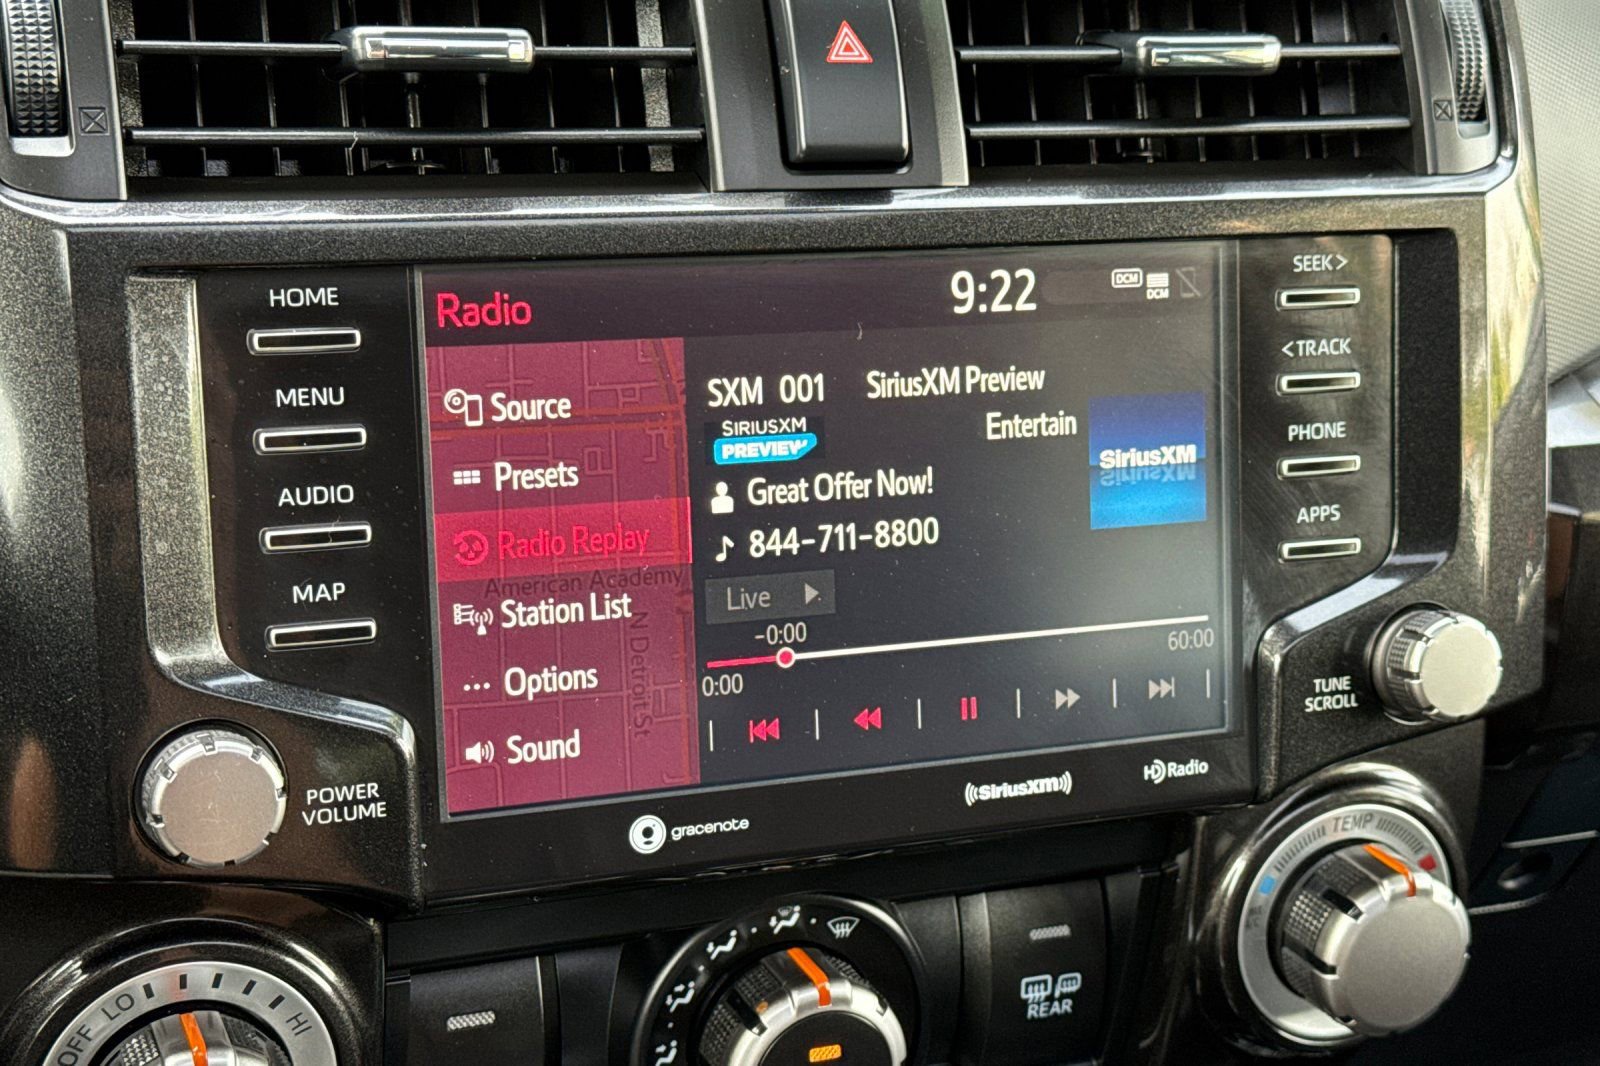 HOME
MENU
AUDIO
MAP
POWER
VOLUME
Radio
9:22
DCM
DCM
Source
Presets
Radio Replay
American Academy
Station List
N Detroit St
Options
Sound
SXM 001
SiriusXM Preview
SIRIUSXM
PREVIEW
Entertain
SiriusXM
Great Offer Now!
844-711-8800
Live
-0:00
0:00
60:00
gracenote
SiriusXM
HD Radio
SEEK>
<TRACK
PHONE
APPS
TUNE
SCROLL
TEMP
OFF LO HI
REAR